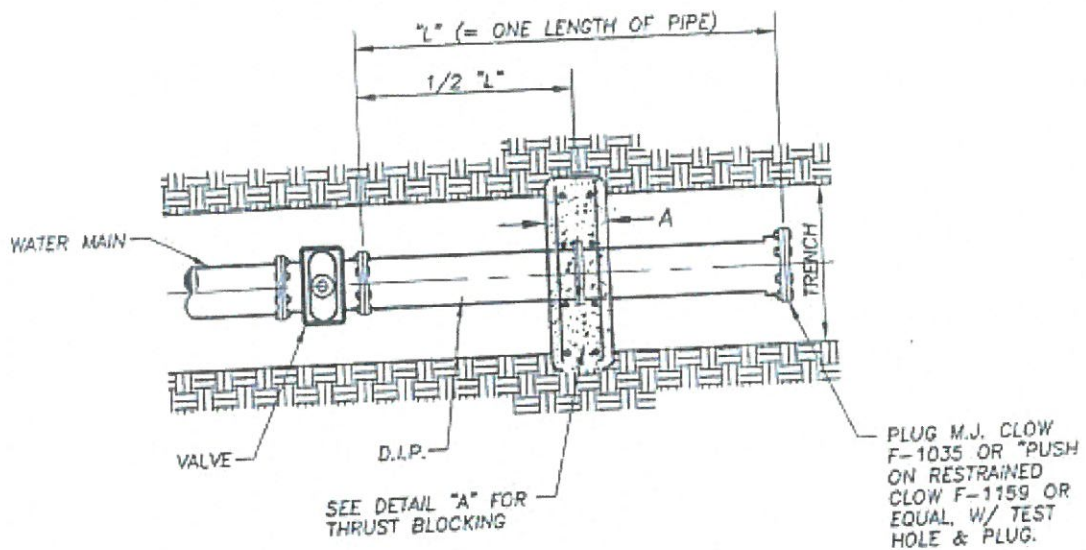 "L" (= ONE LENGTH OF PIPE)
1/2 "L"
A
WATER MAIN
TRENCH
VALVE
D.I.P.
SEE DETAIL "A" FOR
THRUST BLOCKING
PLUG M.J. CLOW
F-1035 OR "PUSH
ON RESTRAINED
CLOW F-1159 OR
EQUAL, W/ TEST
HOLE & PLUG.